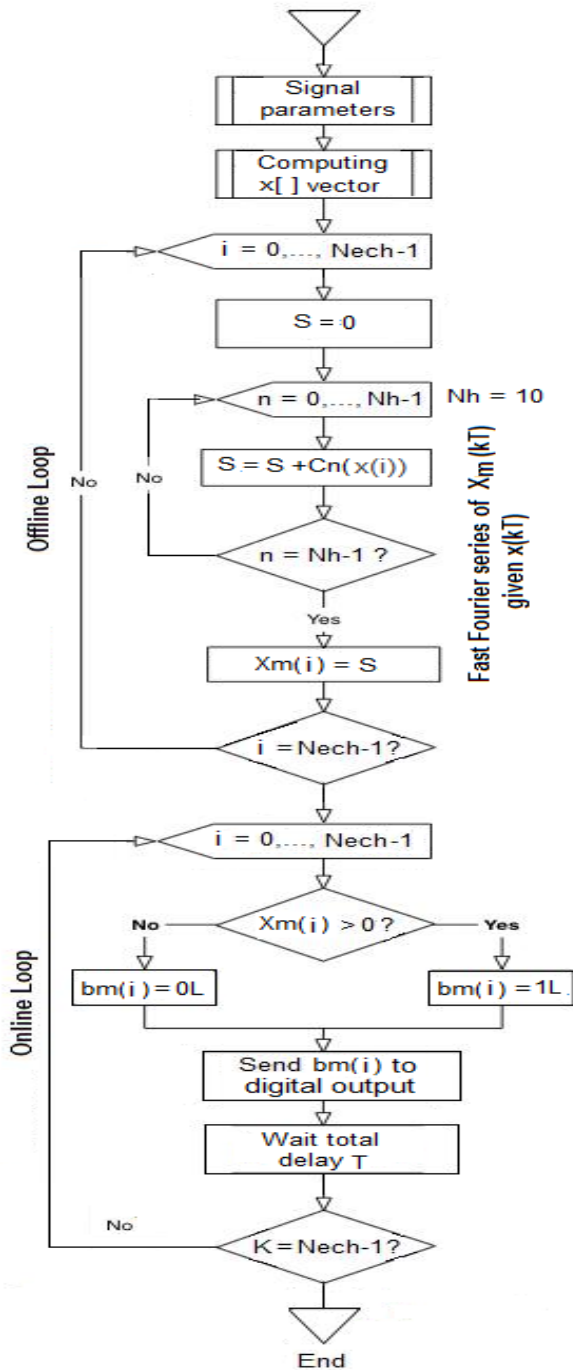 Signal
parameters
Computing
x[ ] vector
i = 0,..., Nech-1
S = 0
n = 0,..., Nh-1
Nh = 10
S = S +Cn(x(i))
No
No
n = Nh-1 ?
Yes
Xm(i) = S
i = Nech-1?
Offline Loop
Fast Fourier series of Xm(kT)
given x(kT)
i = 0,..., Nech-1
Xm(i) > 0 ?
No
Yes
bm(i) = 0L
bm(i) = 1L
Send bm(i) to
digital output
Wait total
delay T
No
K = Nech-1?
Online Loop
End